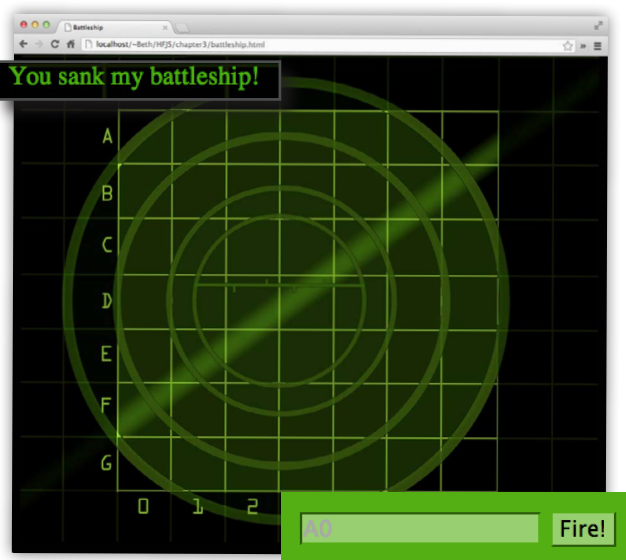 Battleship
localhost/~Beth/HFJS/chapter3/battleship.html
You sank my battleship!
A
B
C
D
E
F
G
0 1 2
A0 Fire!